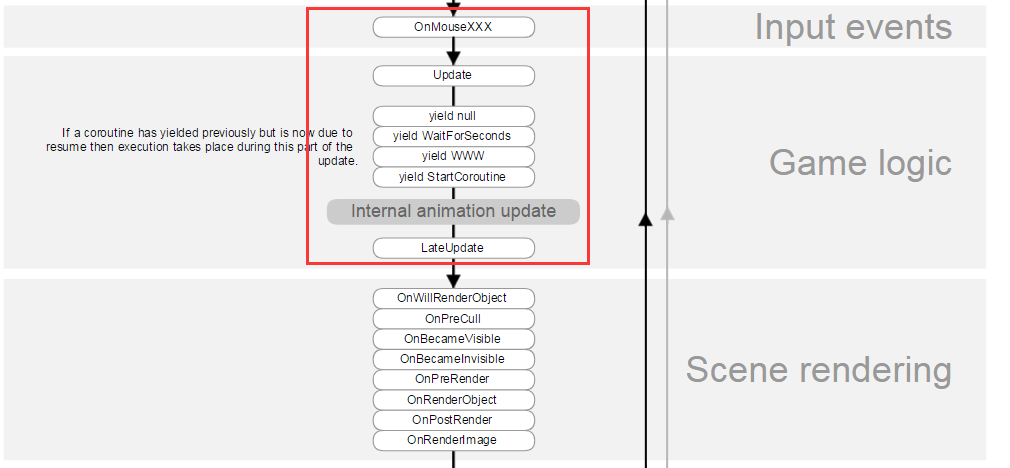 OnMouseXXX
Input events
Update
yield null
If a coroutine has yielded previously but is now due to
resume then execution takes place during this part of the
update.
yield WaitForSeconds
yield WWW
yield StartCoroutine
Game logic
Internal animation update
LateUpdate
OnWillRenderObject
OnPreCull
OnBecameVisible
OnBecameInvisible
OnPreRender
OnRenderObject
OnPostRender
OnRenderImage
Scene rendering